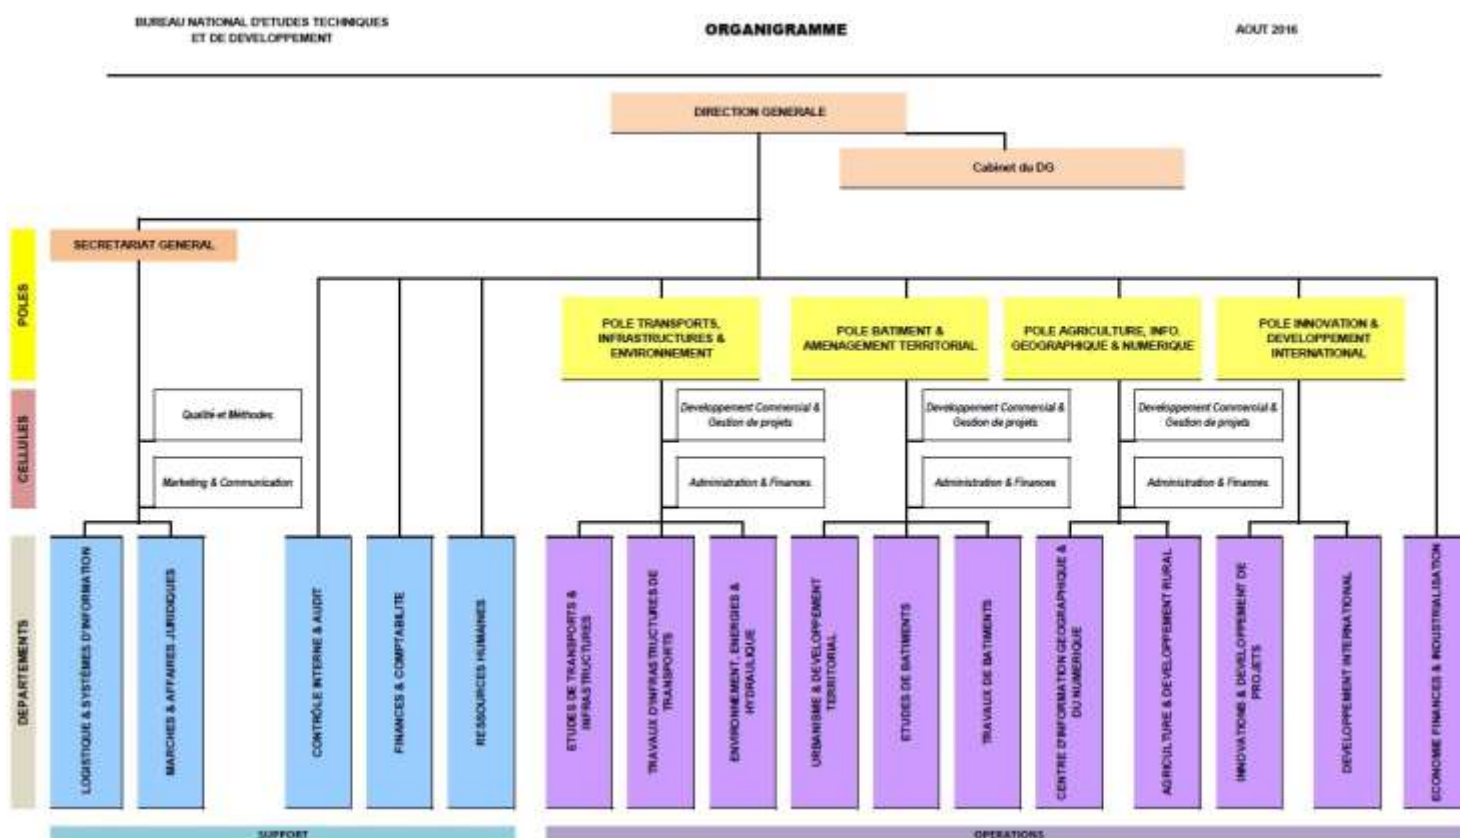 BUREAU NATIONAL D'ETUDES TECHNIQUES
ET DE DEVELOPPEMENT
ORGANIGRAMME
AOUT 2016
DIRECTION GENERALE
Cabinet du DG
SECRETARIAT GENERAL
POLES
POLE TRANSPORTS,
INFRASTRUCTURES &
ENVIRONNEMENT
POLE BATIMENT &
AMENAGEMENT TERRITORIAL
POLE AGRICULTURE, INFO.
GEOGRAPHIQUE & NUMERIQUE
POLE INNOVATION &
DEVELOPPEMENT
INTERNATIONAL
CELLULES
Qualité et Méthodes
Developpement Commercial &
Gestion de projets
Developpement Commercial &
Gestion de projets
Developpement Commercial &
Gestion de projets
Marketing & Communication
Administration & Finances
Administration & Finances
Administration & Finances
DEPARTEMENTS
LOGISTIQUE & SYSTÈMES D'INFORMATION
MARCHES & AFFAIRES JURIDIQUES
CONTRÔLE INTERNE & AUDIT
FINANCES & COMPTABILITE
RESSOURCES HUMAINES
ETUDES DE TRANSPORTS &
INFRASTRUCTURES
TRAVAUX D'INFRASTRUCTURES DE
TRANSPORTS
ENVIRONNEMENT, ENERGIES &
HYDRAULIQUE
URBANISME & DEVELOPPEMENT
TERRITORIAL
ETUDES DE BATIMENTS
TRAVAUX DE BATIMENTS
CENTRE D'INFORMATION GEOGRAPHIQUE &
DU NUMERIQUE
AGRICULTURE & DEVELOPPEMENT RURAL
INNOVATIONS & DEVELOPPEMENT DE
PROJETS
DEVELOPPEMENT INTERNATIONAL
ECONOMIE FINANCES & INDUSTRIALISATION
SUPPORT
OPERATIONS